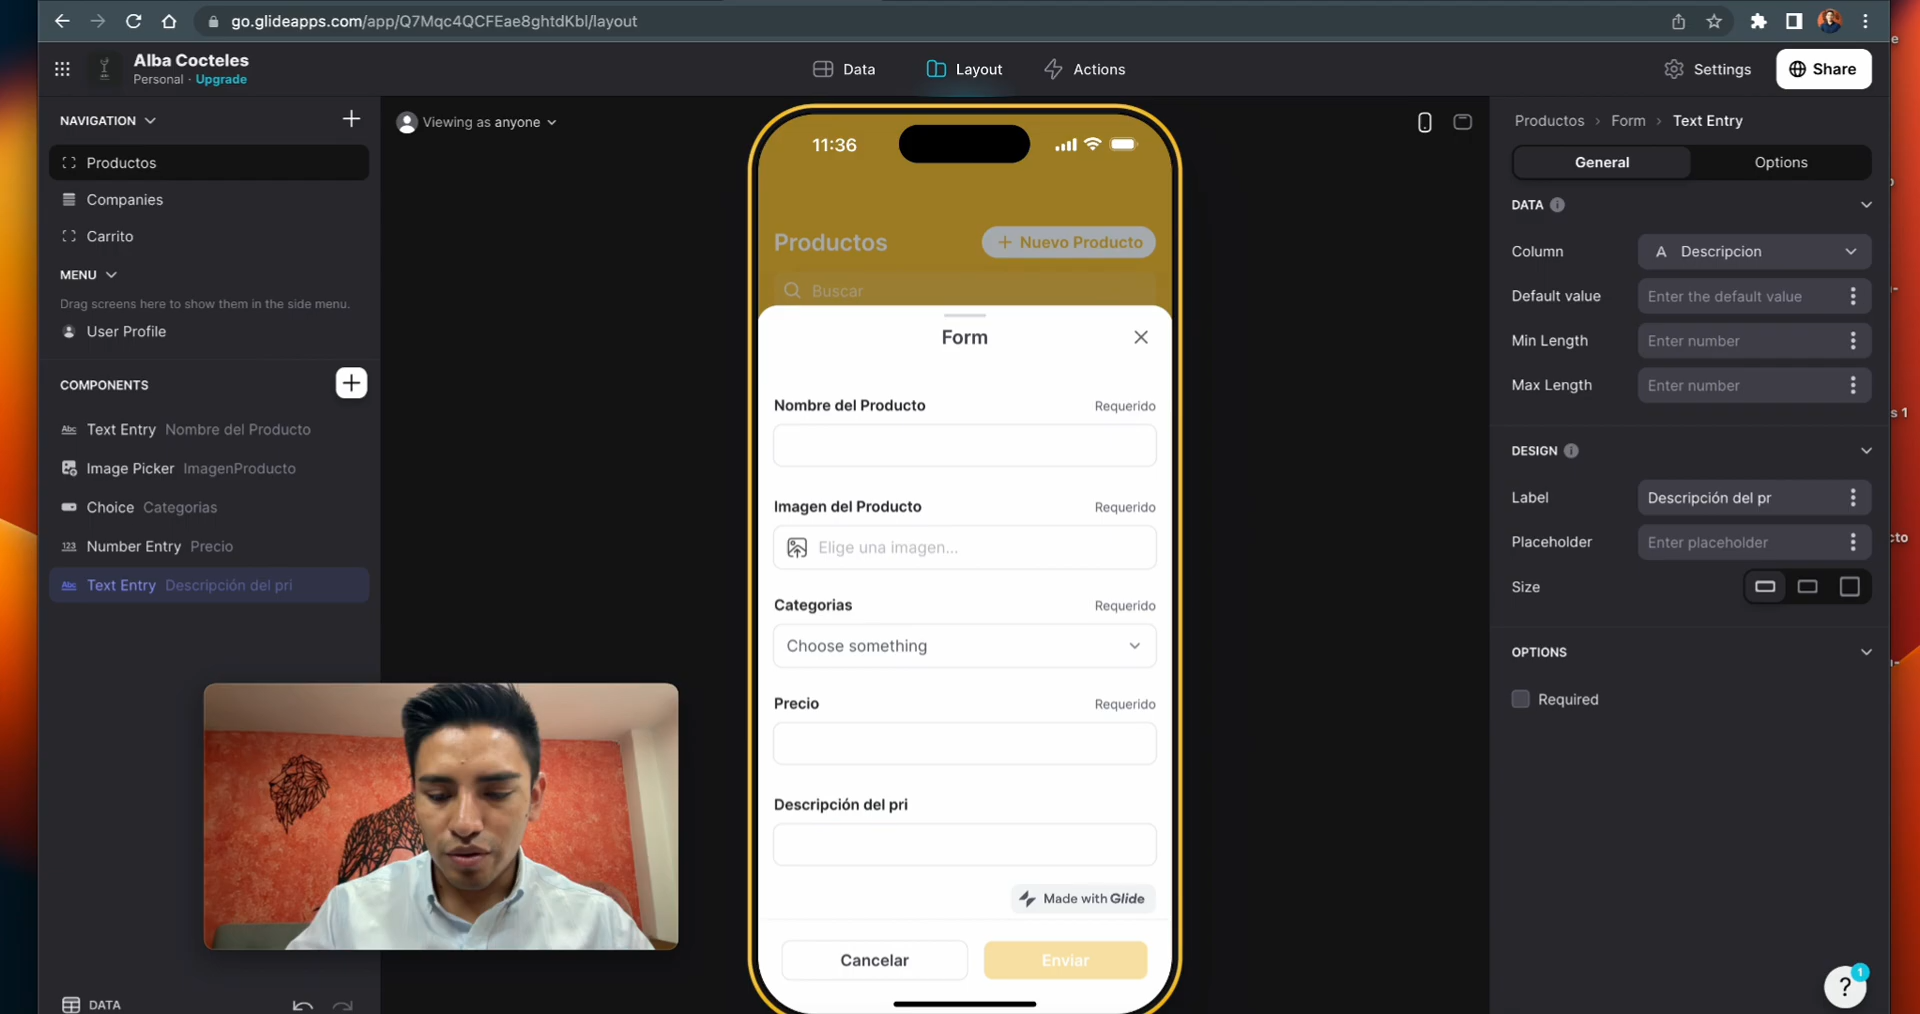 go.glideapps.com/app/Q7Mqc4QCFEae8ghtdKbl/layout
Alba Cocteles
Personal · Upgrade
Data
Layout
Actions
Settings
Share
NAVIGATION
Productos
Companies
Carrito
MENU
Drag screens here to show them in the side menu.
User Profile
COMPONENTS
Text Entry Nombre del Producto
Image Picker ImagenProducto
Choice Categorias
123 Number Entry Precio
Text Entry Descripción del pri
DATA
Viewing as anyone
11:36
Productos
+ Nuevo Producto
Buscar
Form
Nombre del Producto Requerido
Imagen del Producto Requerido
Elige una imagen...
Categorias Requerido
Choose something
Precio Requerido
Descripción del pri
Made with Glide
Cancelar
Enviar
Productos > Form > Text Entry
General
Options
DATA
Column A Descripcion
Default value Enter the default value
Min Length Enter number
Max Length Enter number
DESIGN
Label Descripción del pr
Placeholder Enter placeholder
Size
OPTIONS
Required
? 1